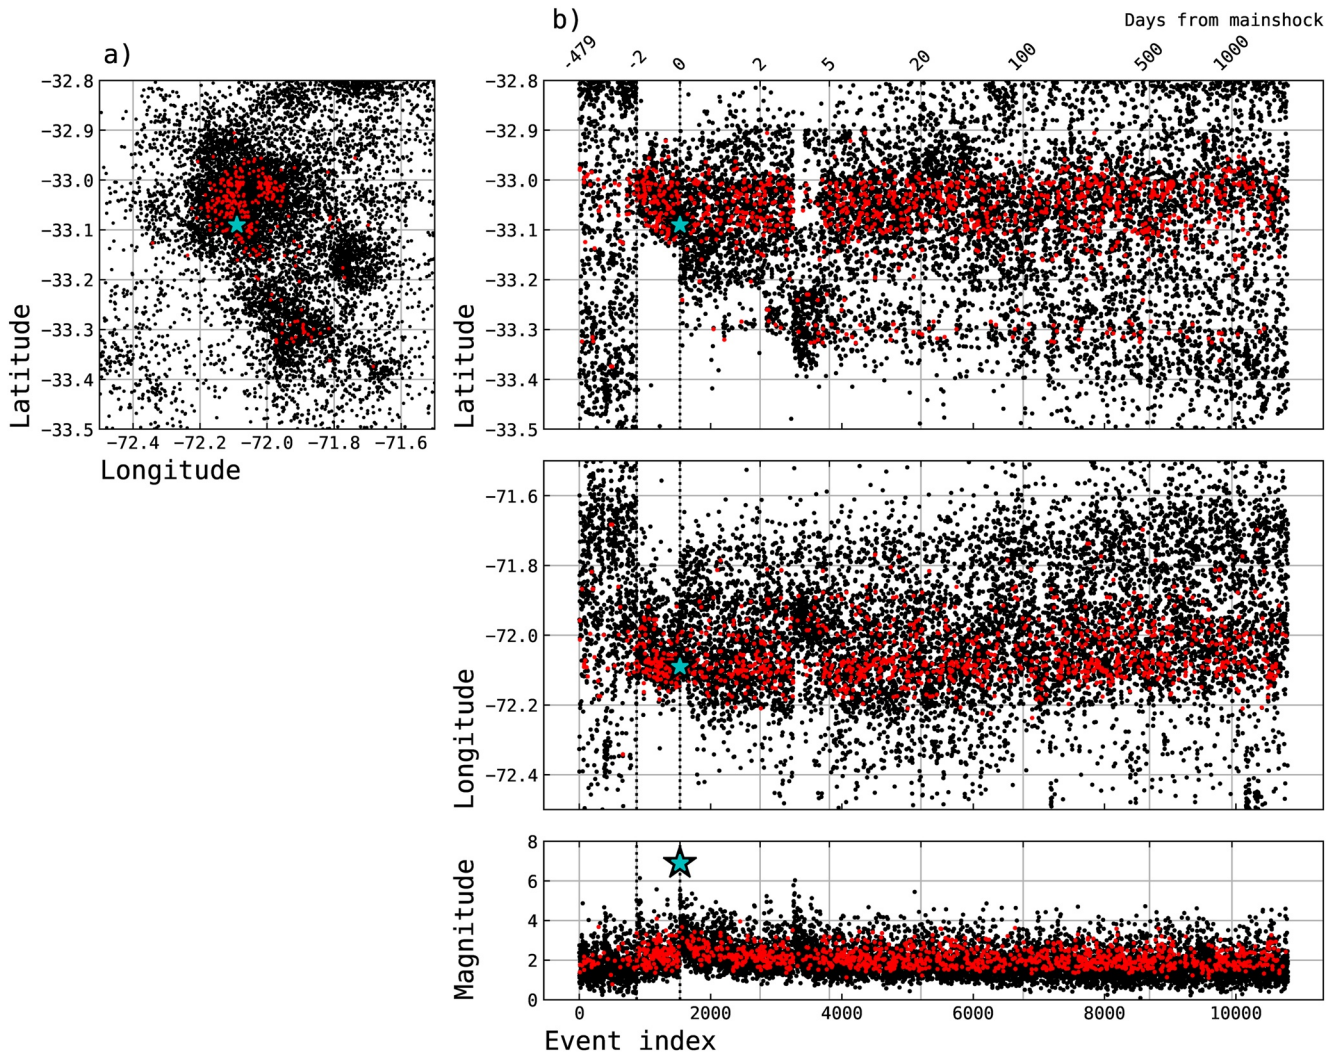 a)
−32.8
−32.9
−33.0
−33.1
−33.2
−33.3
−33.4
−33.5
Latitude
−72.4 −72.2 −72.0 −71.8 −71.6
Longitude
b)
Days from mainshock
−479 −2 0 2 5 20 100 500 1000
−32.8
−32.9
−33.0
−33.1
−33.2
−33.3
−33.4
−33.5
Latitude
−71.6
−71.8
−72.0
−72.2
−72.4
Longitude
8
6
4
2
0
Magnitude
0 2000 4000 6000 8000 10000
Event index